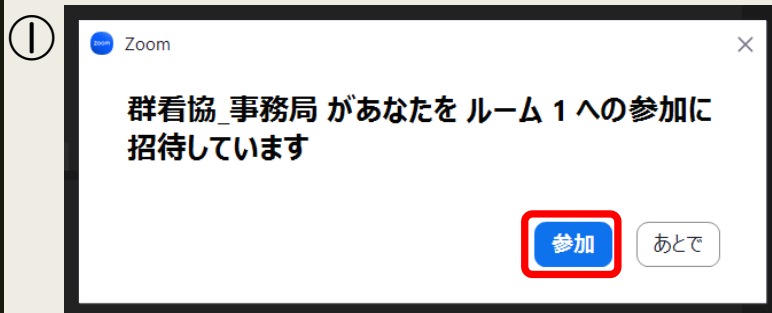 ①
zoom Zoom
群看協_事務局 があなたを ルーム 1 への参加に
招待しています
参加 あとで